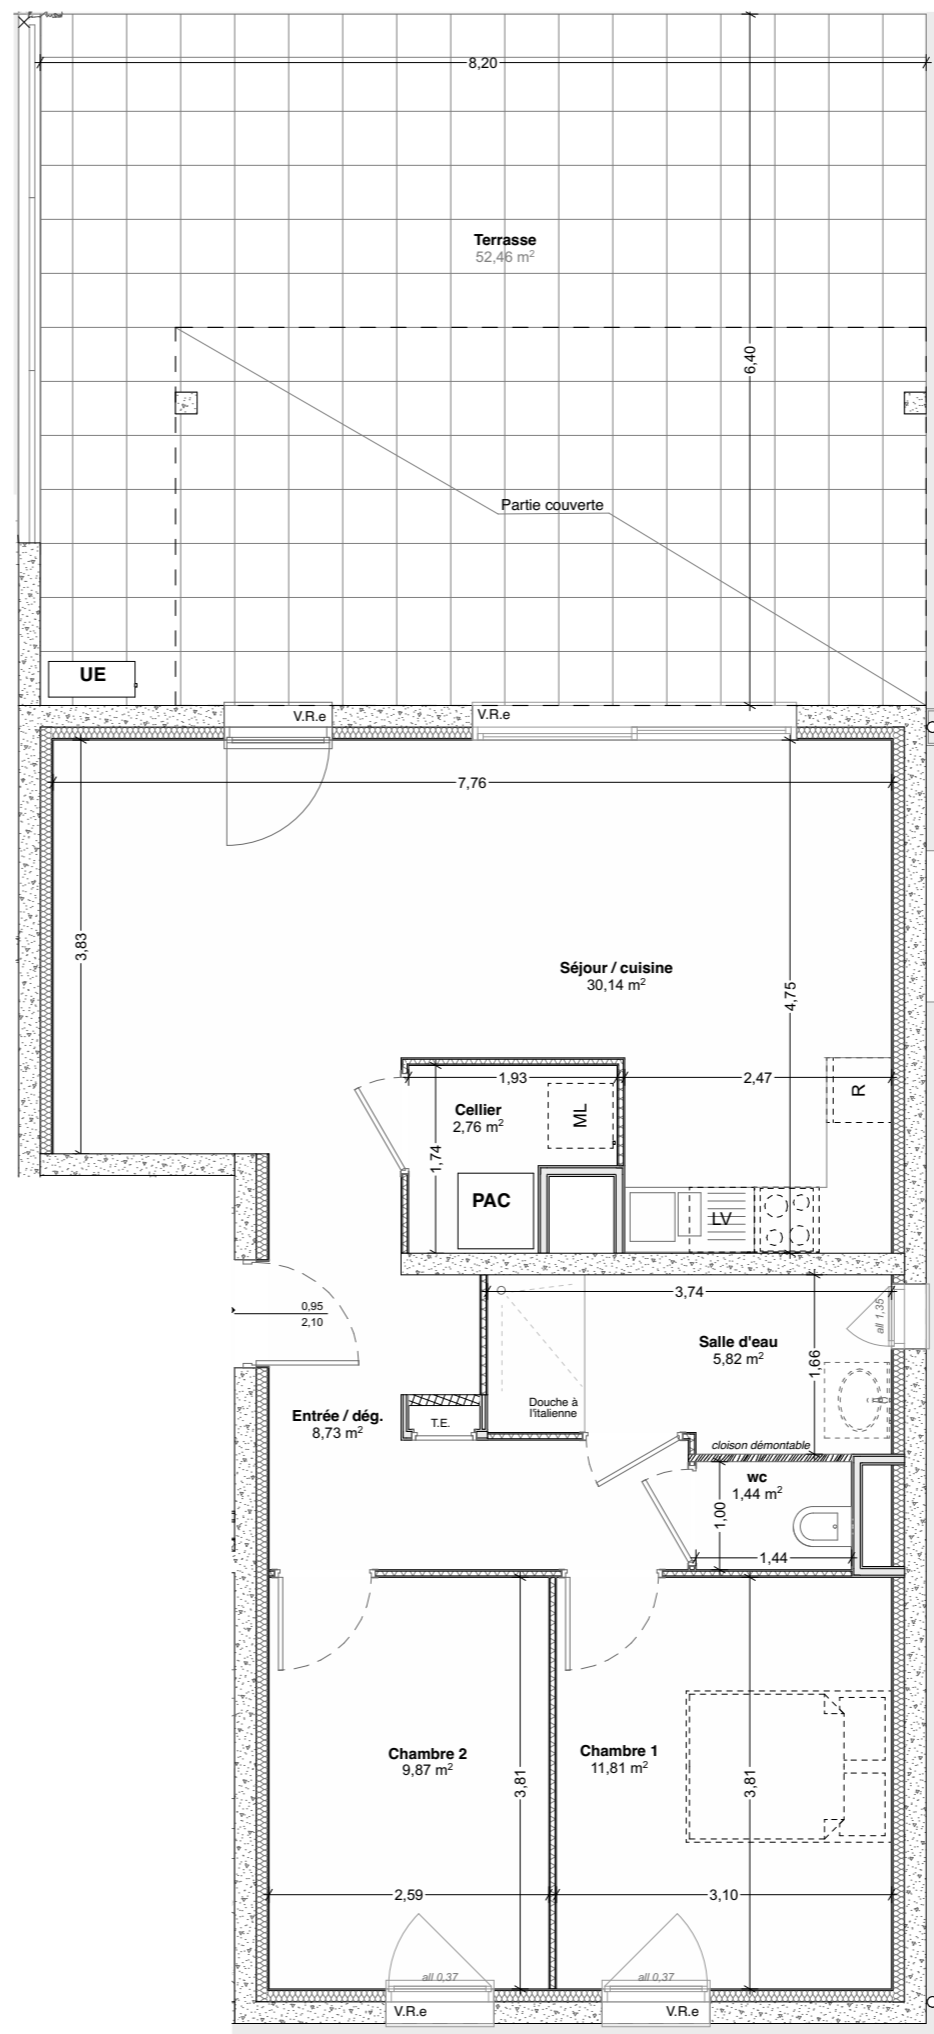 8,20
Terrasse
52,46 m²
6,40
Partie couverte
UE
V.R.e
V.R.e
7,76
3,83
Séjour / cuisine
30,14 m²
4,75
1,93
2,47
R
Cellier
2,76 m²
ML
1,74
PAC
LV
3,74
0,95
2,10
all 1,35
Salle d'eau
5,82 m²
1,66
Douche à
l'italienne
Entrée / dég.
8,73 m²
T.E.
cloison démontable
wc
1,44 m²
1,00
1,44
Chambre 2
9,87 m²
Chambre 1
11,81 m²
3,81
3,81
2,59
3,10
all 0,37
all 0,37
V.R.e
V.R.e